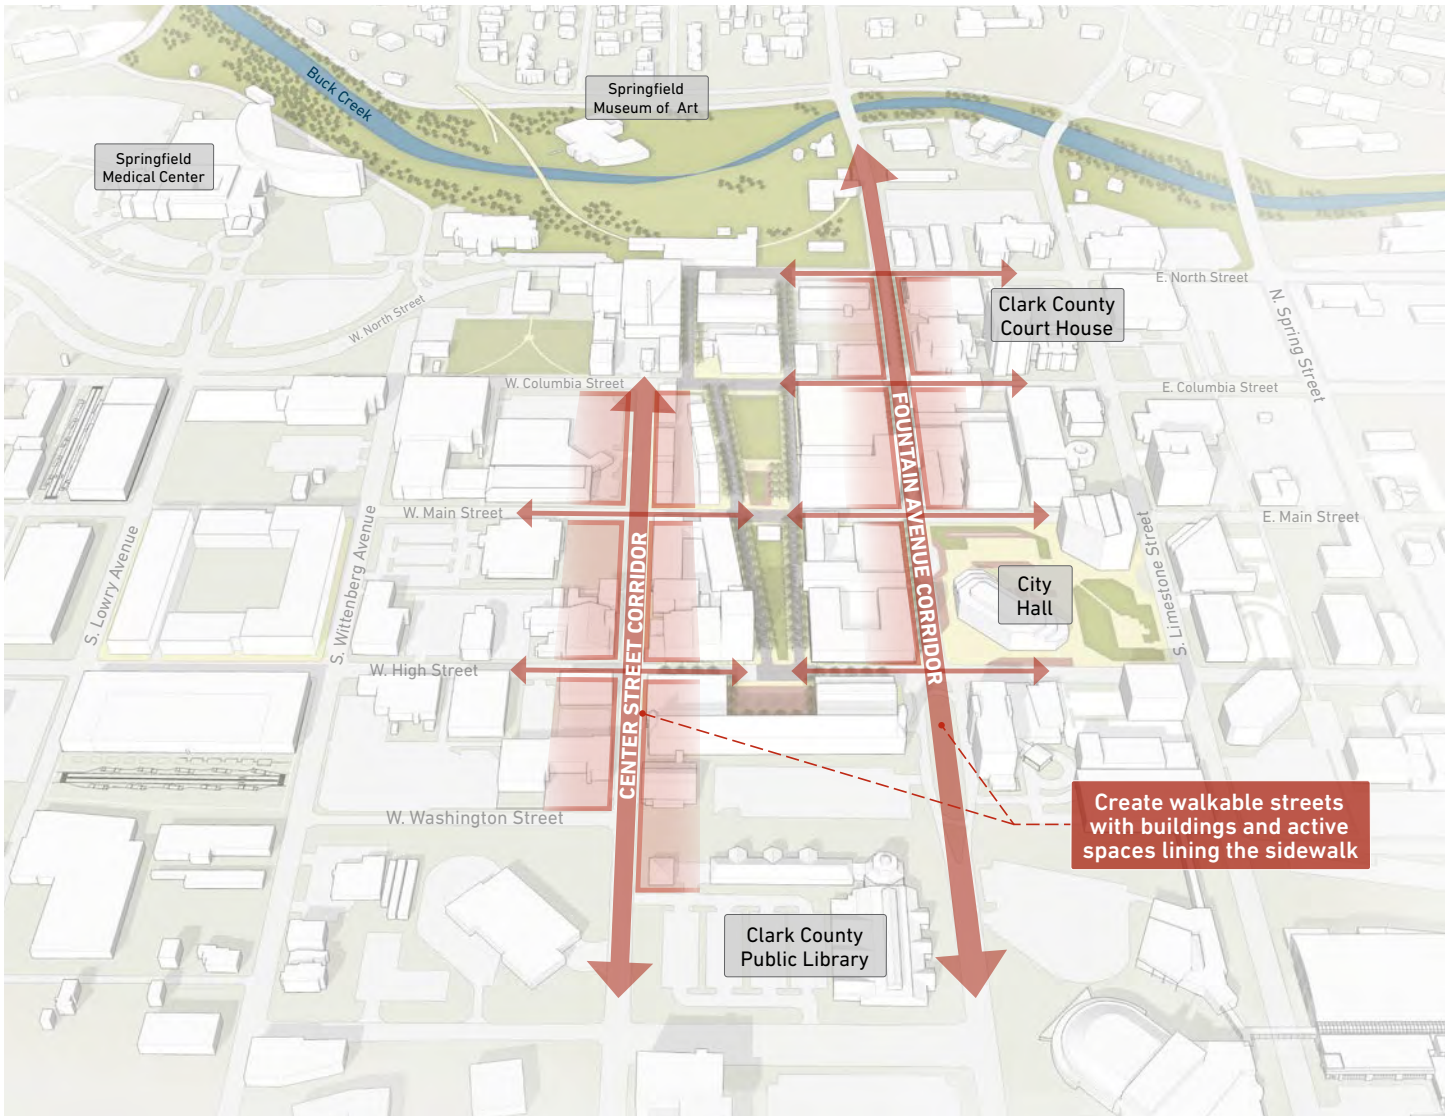 Buck Creek
Springfield
Museum of Art
Springfield
Medical Center
E. North Street
Clark County
Court House
N. Spring Street
W. North Street
W. Columbia Street
E. Columbia Street
FOUNTAIN AVENUE CORRIDOR
W. Main Street
E. Main Street
S. Lowry Avenue
S. Wittenberg Avenue
CENTER STREET CORRIDOR
City
Hall
S. Limestone Street
W. High Street
W. Washington Street
Create walkable streets
with buildings and active
spaces lining the sidewalk
Clark County
Public Library